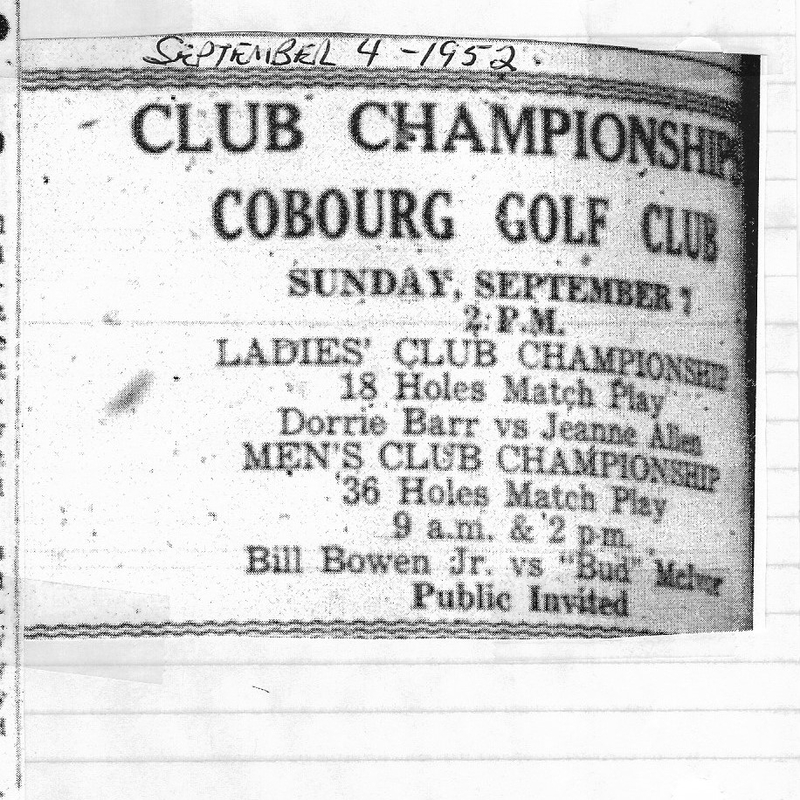 SEPTEMBER 4 - 1952.
CLUB CHAMPIONSHIPS
COBOURG GOLF CLUB
SUNDAY, SEPTEMBER 7
2: P.M.
LADIES' CLUB CHAMPIONSHIP
18 Holes Match Play
Dorrie Barr vs Jeanne Allen
MEN'S CLUB CHAMPIONSHIP
36 Holes Match Play
9 a.m. & 2 p.m.
Bill Bowen Jr. vs "Bud" McIvor
Public Invited